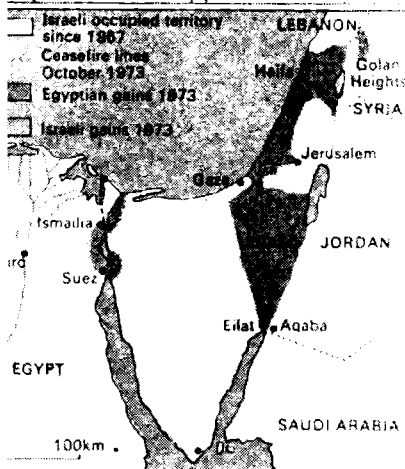 Israeli occupied territory
since 1967
Ceasefire lines
October 1973
Egyptian gains 1973
Israeli gains 1973
LEBANON
Haifa
Golan
Heights
SYRIA
Jerusalem
Gaza
Ismailia
JORDAN
Suez
Eilat
Aqaba
EGYPT
SAUDI ARABIA
100km